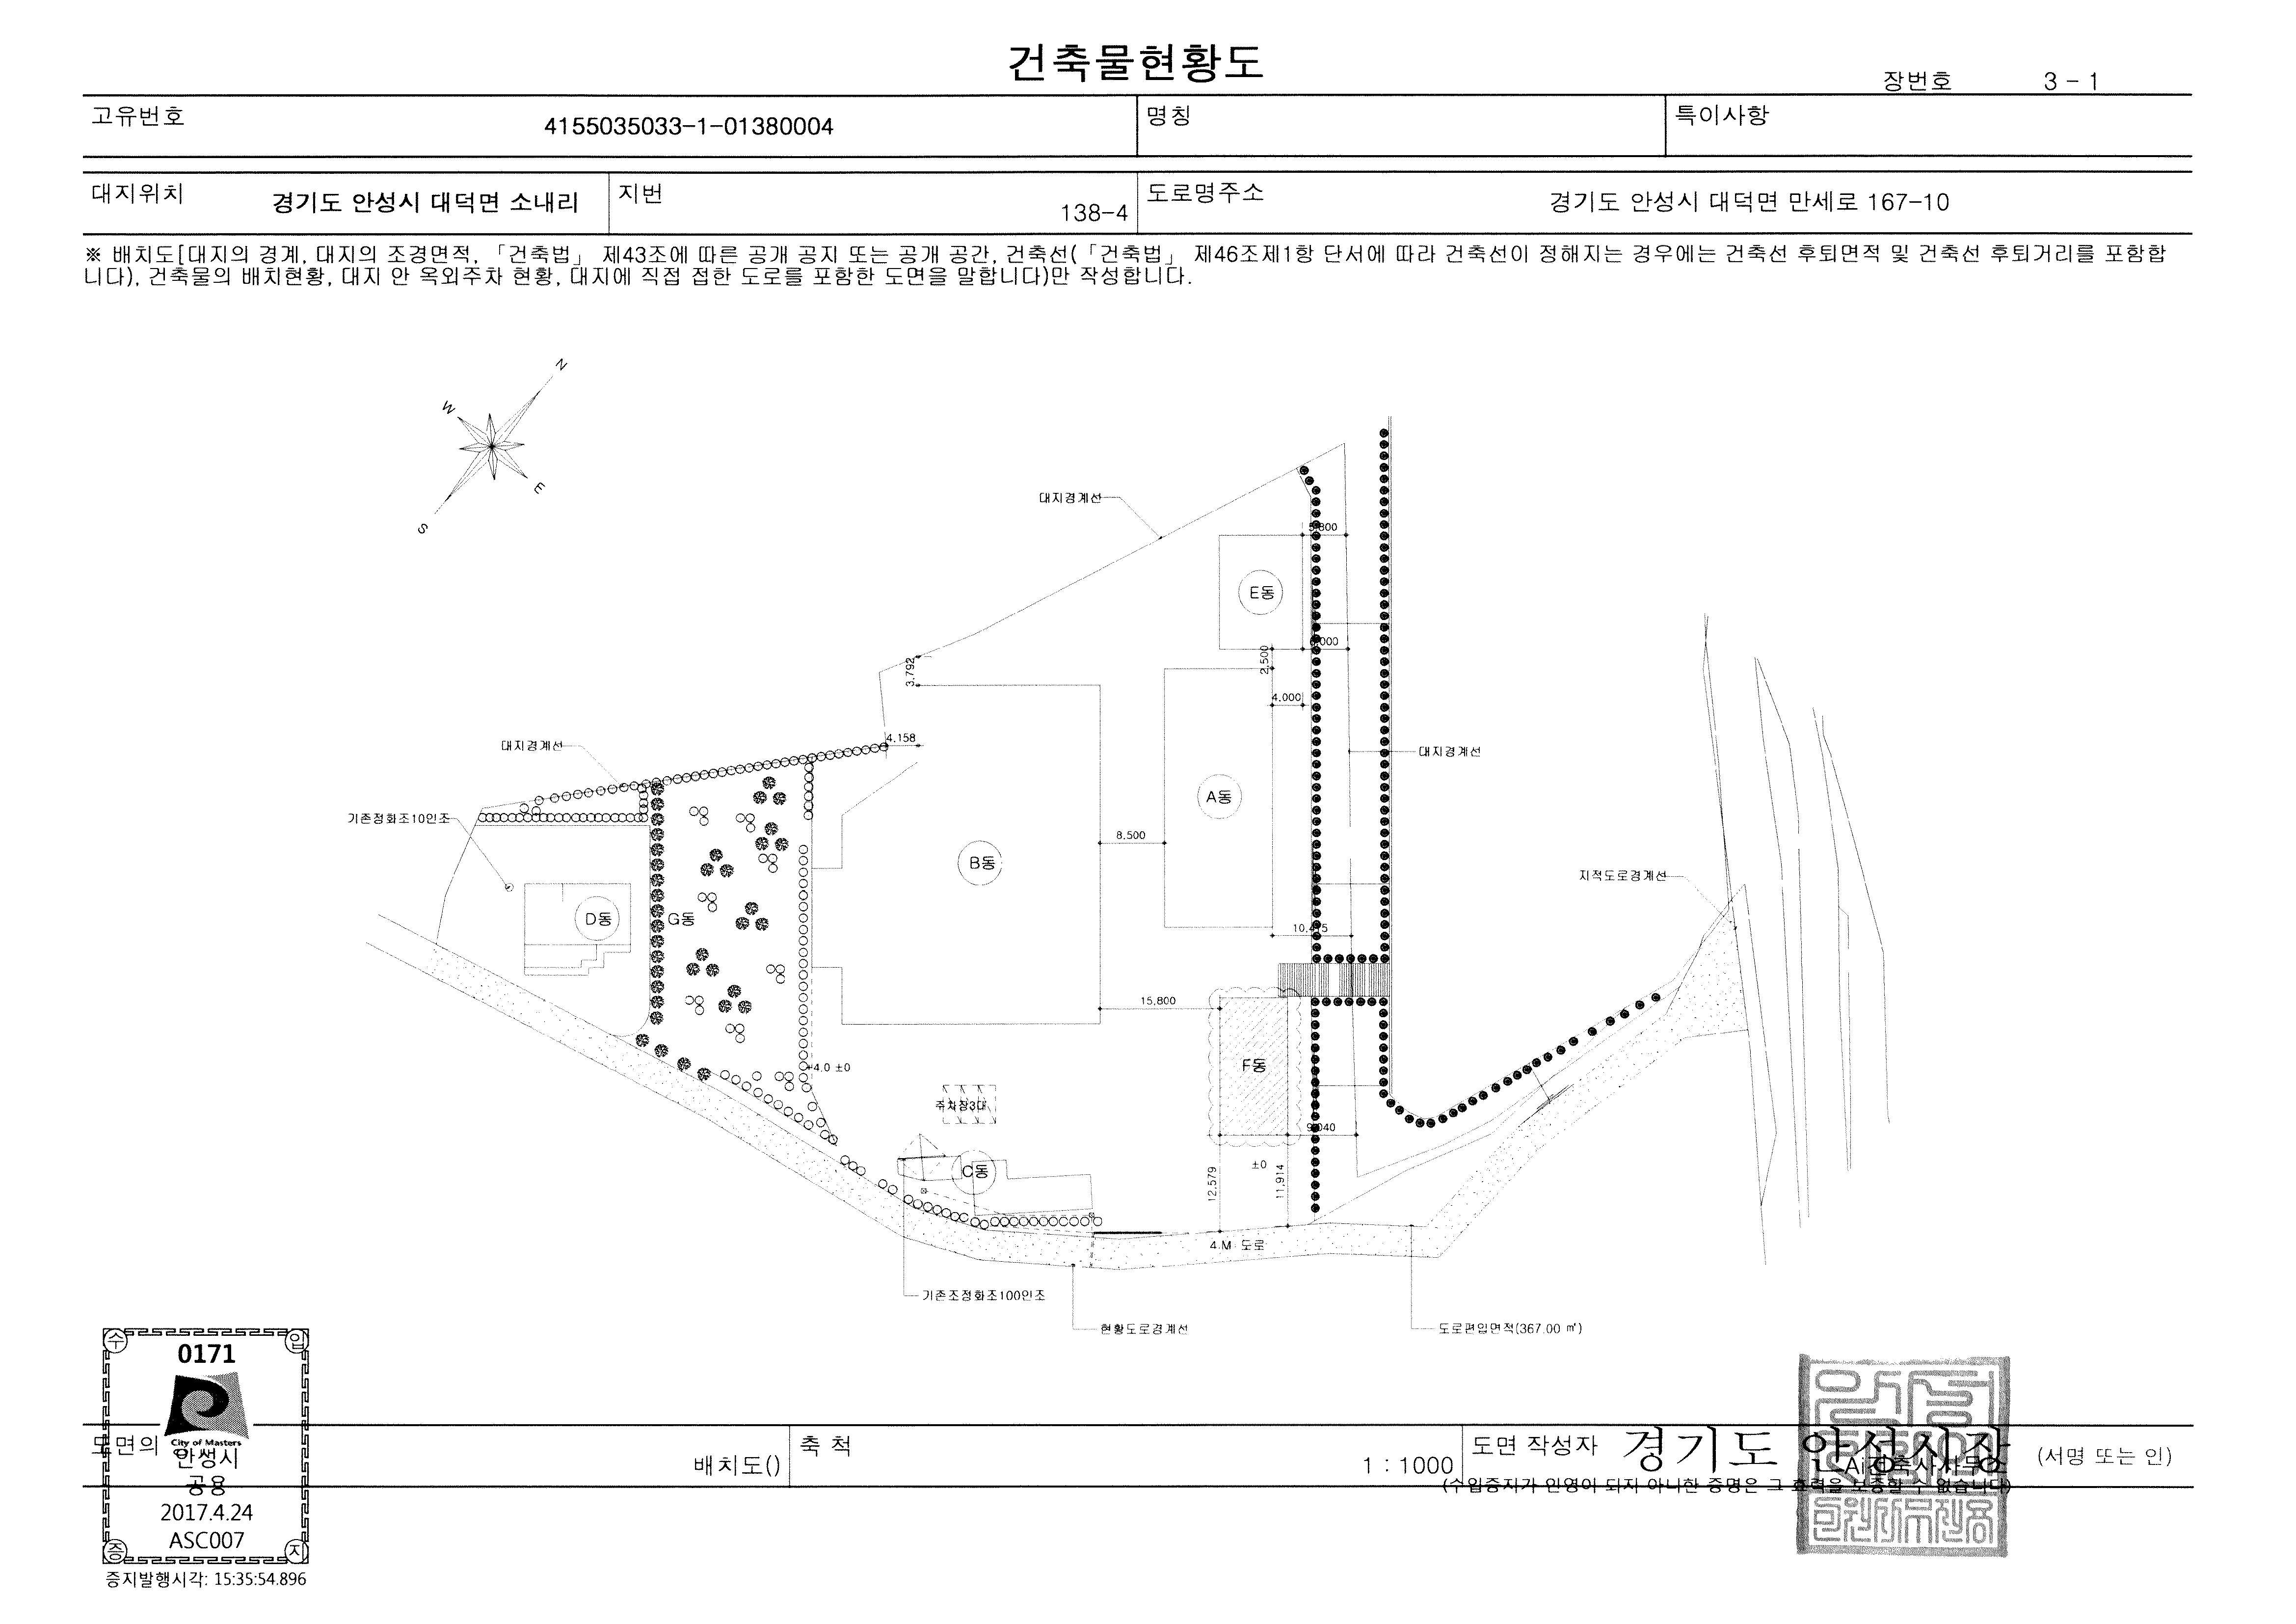 건축물현황도
장번호 3 - 1
고유번호 4155035033-1-01380004 명칭 특이사항
대지위치 경기도 안성시 대덕면 소내리 지번 138-4 도로명주소 경기도 안성시 대덕면 만세로 167-10
※ 배치도[대지의 경계, 대지의 조경면적, 「건축법」 제43조에 따른 공개 공지 또는 공개 공간, 건축선(「건축법」 제46조제1항 단서에 따라 건축선이 정해지는 경우에는 건축선 후퇴면적 및 건축선 후퇴거리를 포함합
니다), 건축물의 배치현황, 대지 안 옥외주차 현황, 대지에 직접 접한 도로를 포함한 도면을 말합니다)만 작성합니다.
N
W
E
S
대지경계선
5,800
E동
6,000
2,500
3,792
4,000
4,158
대지경계선
대지경계선
A동
기존정화조10인조
8,500
B동
지적도로경계선
D동
G동
10,475
15,800
F동
4.0 ±0
주차장3대
9,040
C동
12,579
±0
11,914
4.M 도로
기존조정화조100인조
현황도로경계선
도로편입면적(367.00 ㎡)
수 입
0171
City of Masters
안성시
공용
2017.4.24
ASC007
증 지
증지발행시각: 15:35:54.896
도면의
배치도()
축 척
1 : 1000
도면 작성자 경기도 안성시장 (서명 또는 인)
(수입증지가 인영이 되지 아니한 증명은 그 효력을 보증할 수 없습니다)